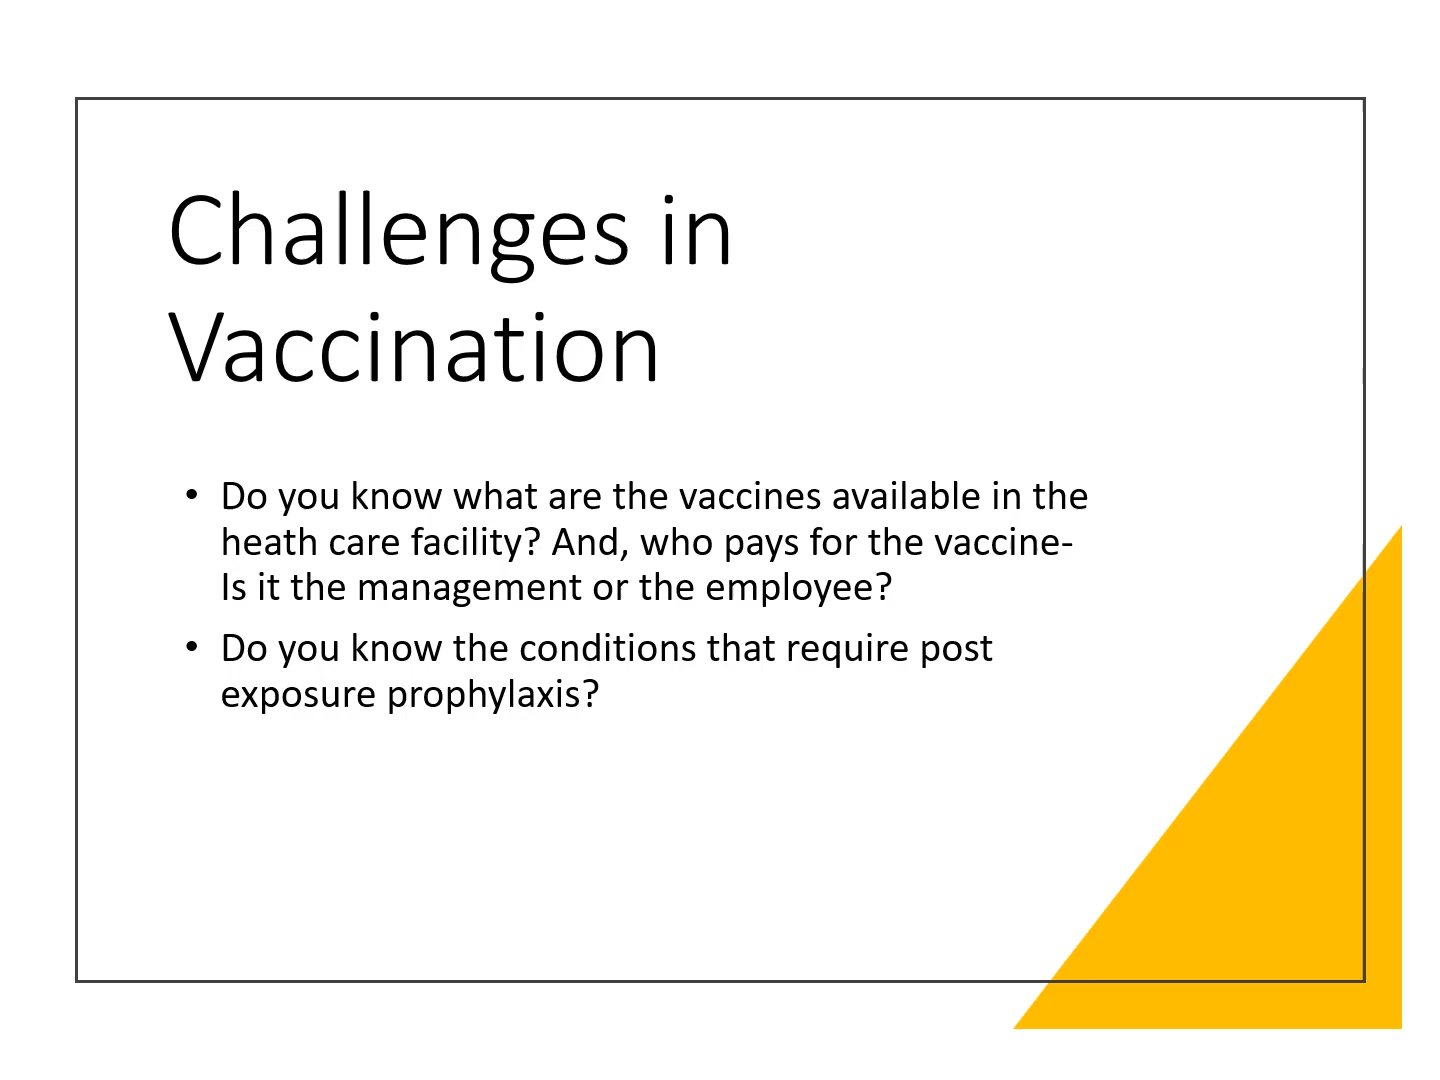 Challenges in
Vaccination
• Do you know what are the vaccines available in the
heath care facility? And, who pays for the vaccine-
Is it the management or the employee?
• Do you know the conditions that require post
exposure prophylaxis?